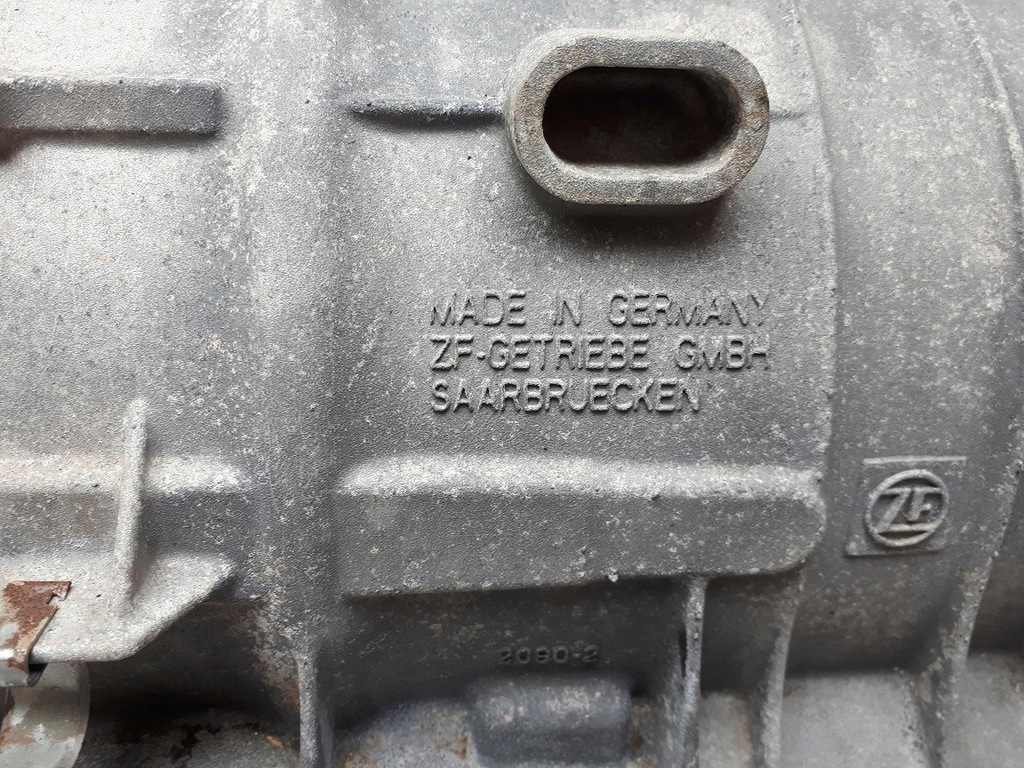 MADE IN GERMANY
ZF-GETRIEBE GMBH
SAARBRUECKEN
ZF
2090-2